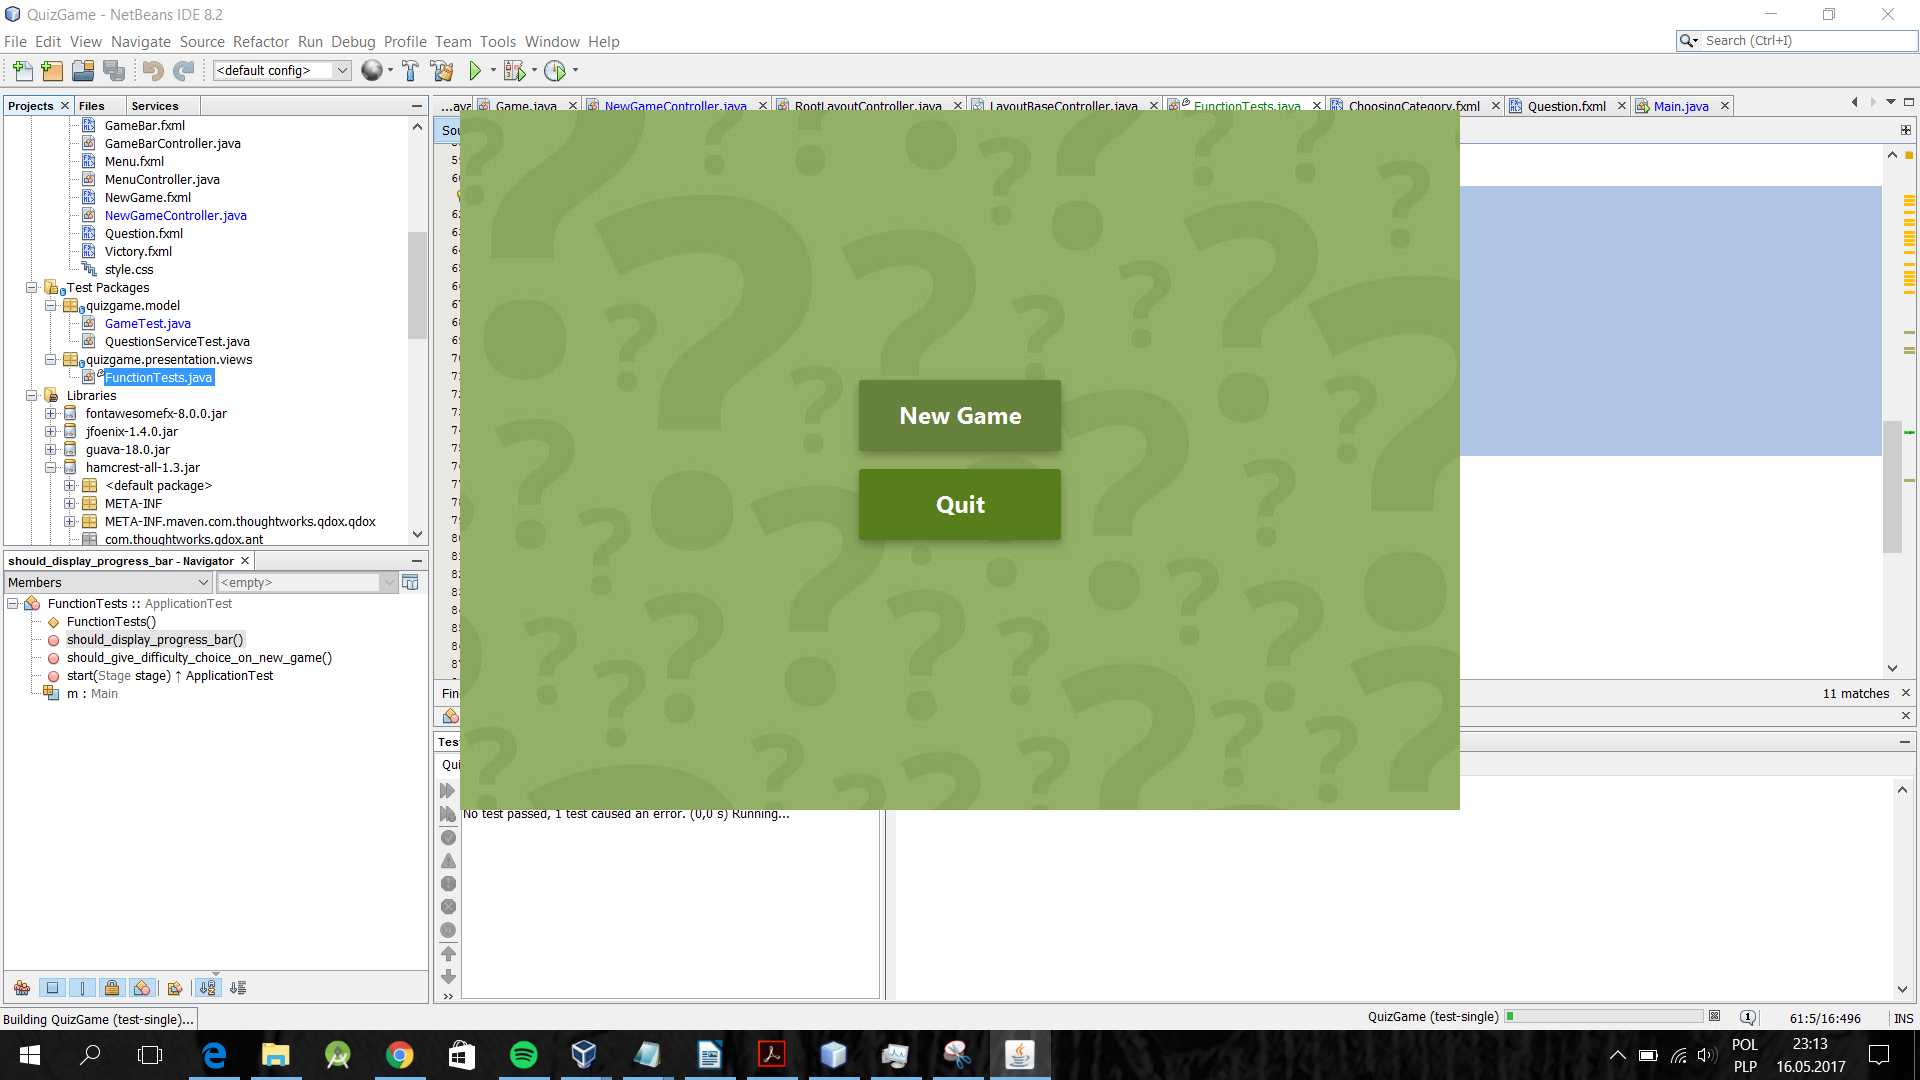 QuizGame - NetBeans IDE 8.2
File Edit View Navigate Source Refactor Run Debug Profile Team Tools Window Help
Search (Ctrl+I)
<default config>
Projects Files Services
...ava Game.java NewGameController.java RootLayoutController.java LayoutBaseController.java FunctionTests.java ChoosingCategory.fxml Question.fxml Main.java
GameBar.fxml
GameBarController.java
Menu.fxml
MenuController.java
NewGame.fxml
NewGameController.java
Question.fxml
Victory.fxml
style.css
Test Packages
quizgame.model
GameTest.java
QuestionServiceTest.java
quizgame.presentation.views
FunctionTests.java
Libraries
fontawesomefx-8.0.0.jar
jfoenix-1.4.0.jar
guava-18.0.jar
hamcrest-all-1.3.jar
<default package>
META-INF
META-INF.maven.com.thoughtworks.qdox.qdox
com.thoughtworks.qdox.ant
New Game
Quit
should_display_progress_bar - Navigator
Members
<empty>
FunctionTests :: ApplicationTest
FunctionTests()
should_display_progress_bar()
should_give_difficulty_choice_on_new_game()
start(Stage stage) ↑ ApplicationTest
m : Main
11 matches
No test passed, 1 test caused an error. (0,0 s) Running...
Building QuizGame (test-single)...
QuizGame (test-single)
61:5/16:496
INS
POL
PLP
23:13
16.05.2017